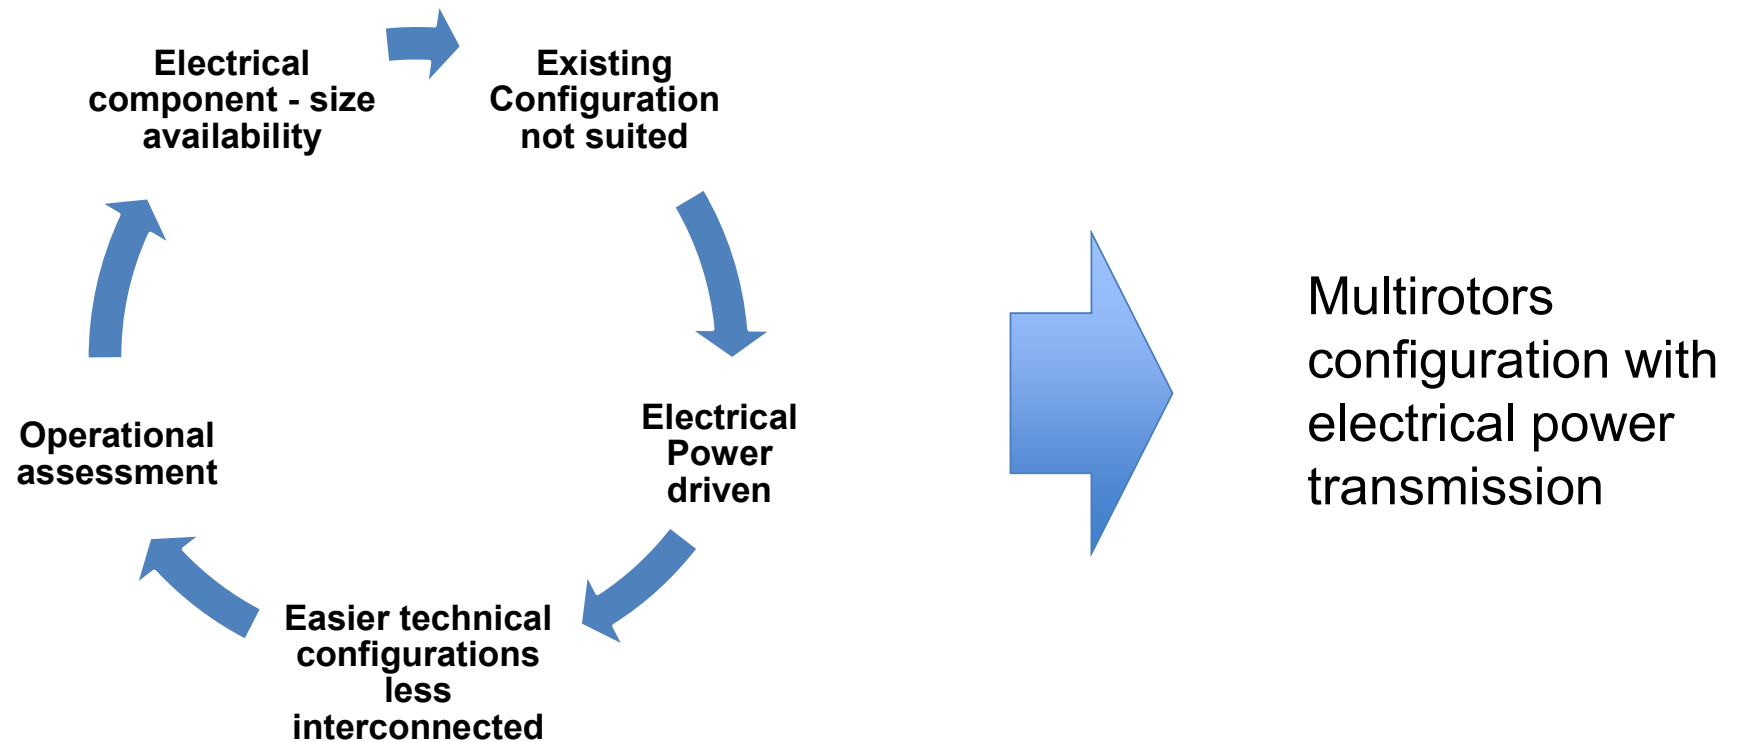 Electrical
component - size
availability
Existing
Configuration
not suited
Electrical
Power
driven
Easier technical
configurations
less
interconnected
Operational
assessment
Multirotors
configuration with
electrical power
transmission